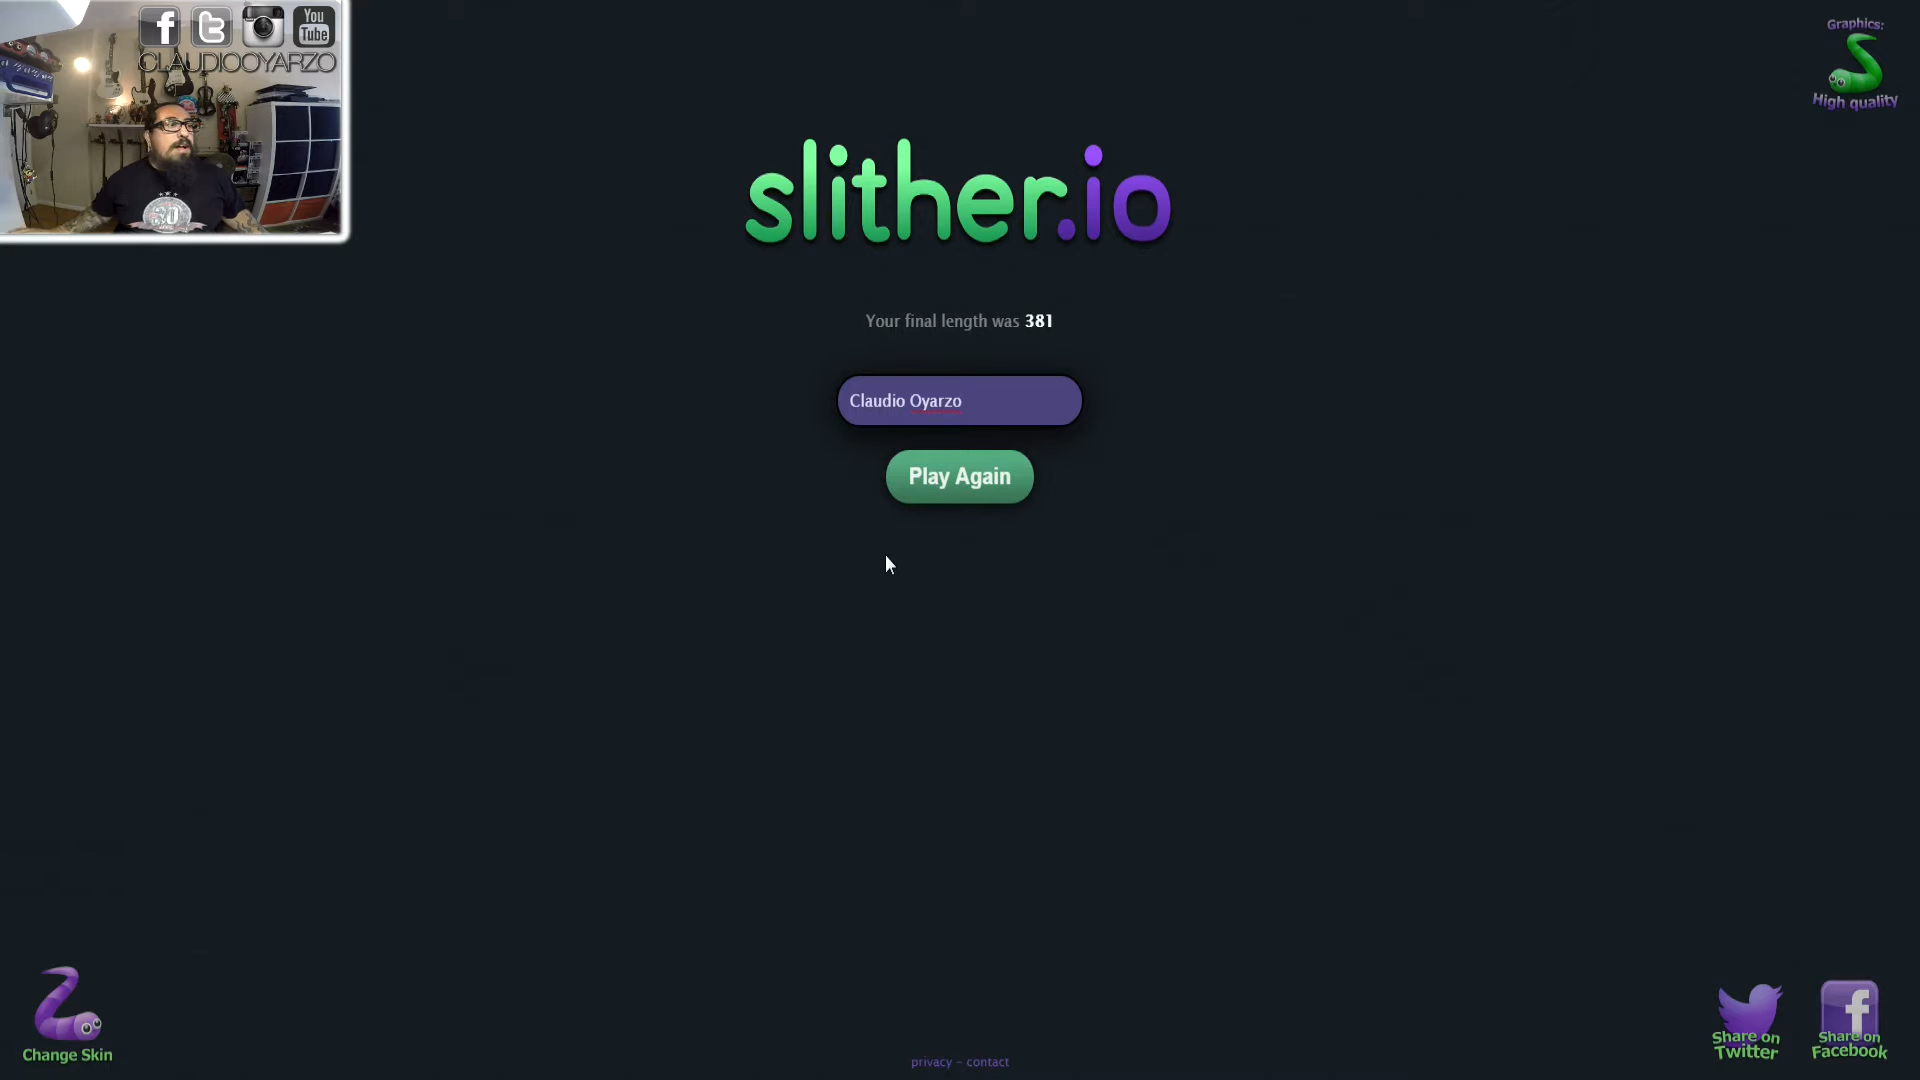 You
Tube
CLAUDIOOYARZO
30
Graphics:
High quality
slither.io
Your final length was 381
Claudio Oyarzo
Play Again
Change Skin
privacy - contact
Share on
Twitter
Share on
Facebook